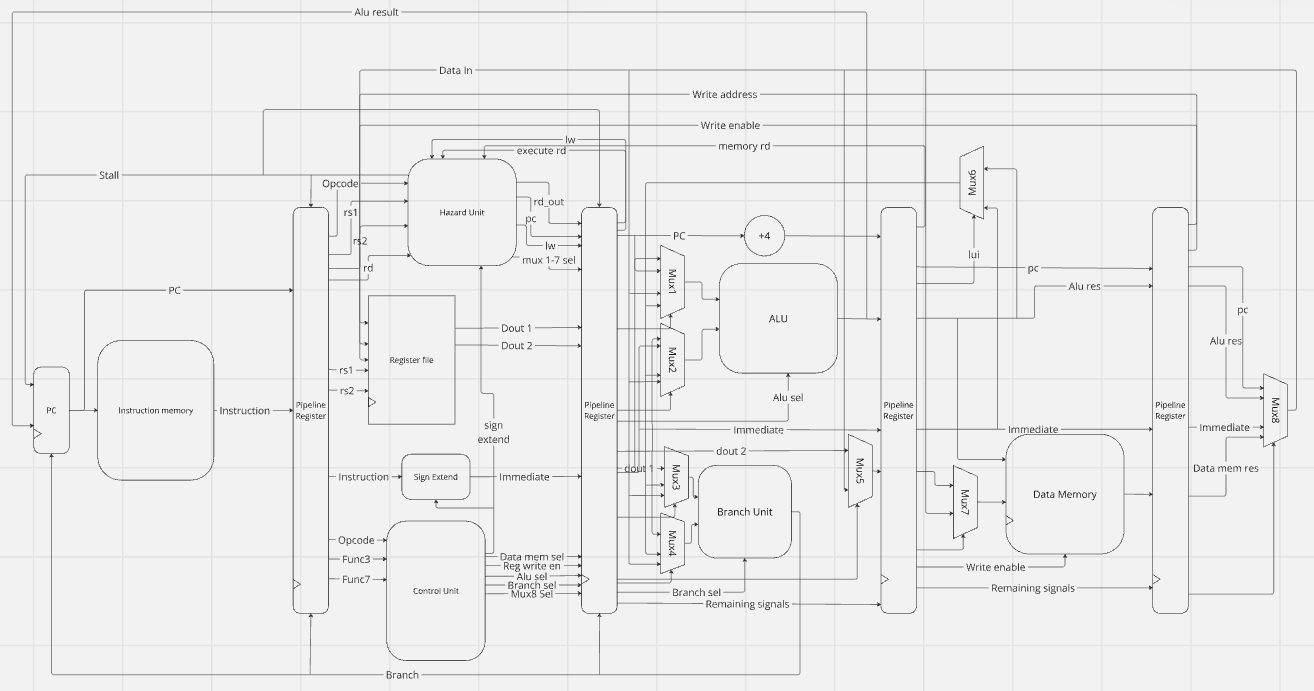 Alu result
Data In
Write address
Write enable
lw
execute rd
memory rd
Stall
Opcode
Hazard Unit
rs1
rs2
rd
rd_out
pc
lw
mux 1-7 sel
PC
+4
Mux6
lui
pc
Alu res
PC
Mux1
ALU
Mux2
Dout 1
Dout 2
Register file
rs1
rs2
PC
Instruction memory
Instruction
Pipeline
Register
Pipeline
Register
Pipeline
Register
Pipeline
Register
sign
extend
Alu sel
Immediate
Immediate
pc
Alu res
Mux8
Immediate
Data mem res
dout 2
dout 1
Mux3
Mux5
Instruction
Sign Extend
Immediate
Branch Unit
Mux4
Mux7
Data Memory
Opcode
Func3
Func7
Control Unit
Data mem sel
Reg write en
Alu sel
Branch sel
Mux8 Sel
Branch sel
Remaining signals
Write enable
Remaining signals
Branch